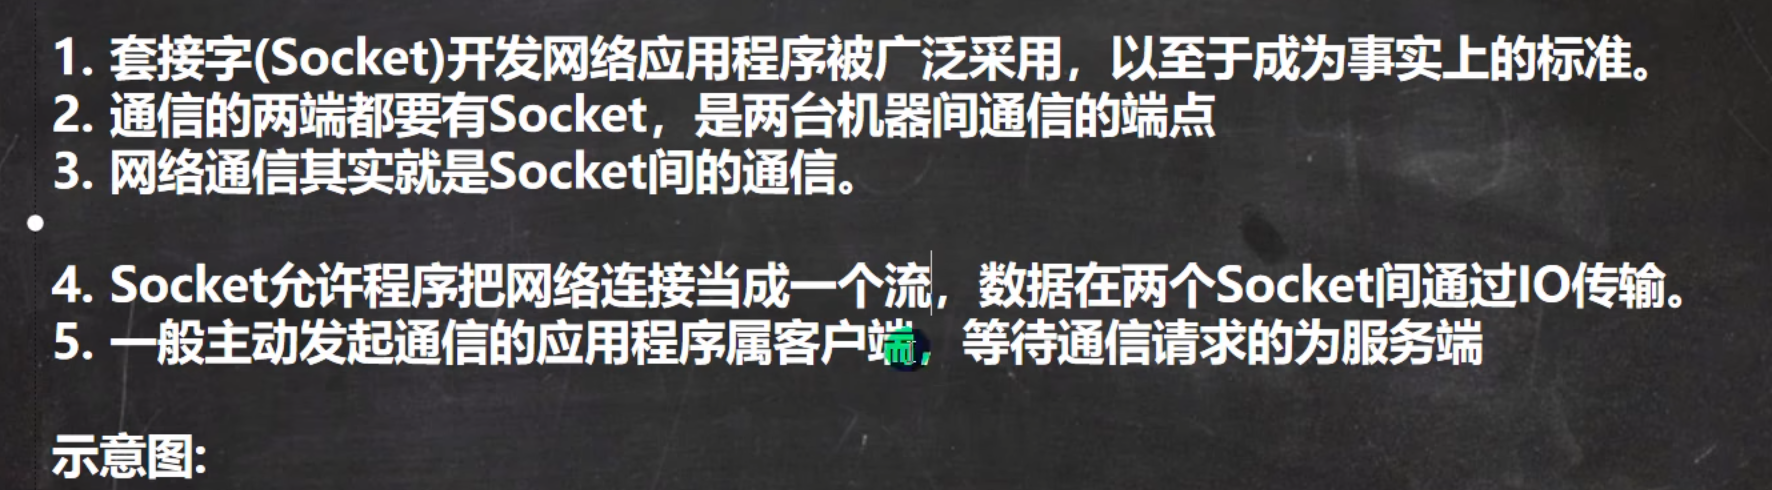 1. 套接字(Socket)开发网络应用程序被广泛采用，以至于成为事实上的标准。
2. 通信的两端都要有Socket，是两台机器间通信的端点
3. 网络通信其实就是Socket间的通信。
4. Socket允许程序把网络连接当成一个流，数据在两个Socket间通过IO传输。
5. 一般主动发起通信的应用程序属客户端，等待通信请求的为服务端
示意图: